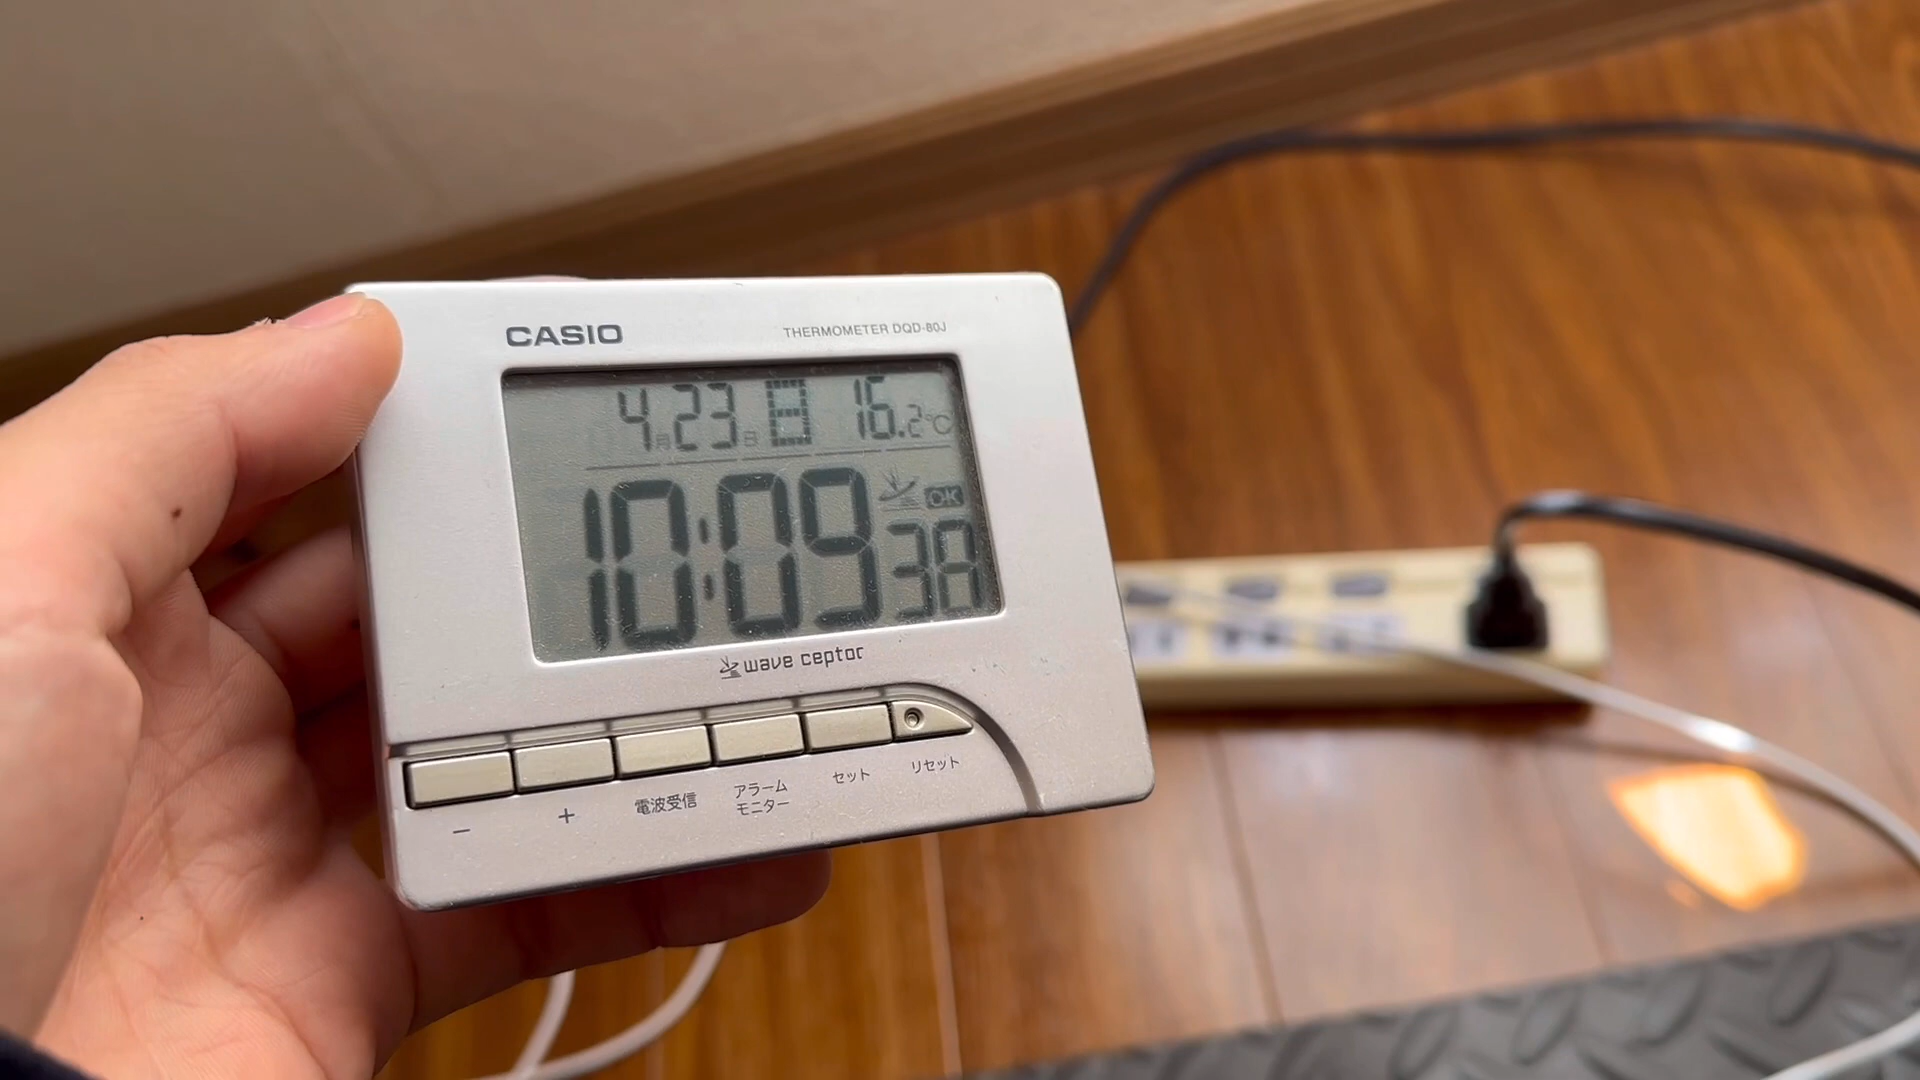 CASIO
THERMOMETER DQD-80J
4月23日 日 16.2℃
10:09 38
OK
wave ceptor
− + 電波受信 アラームモニター セット リセット